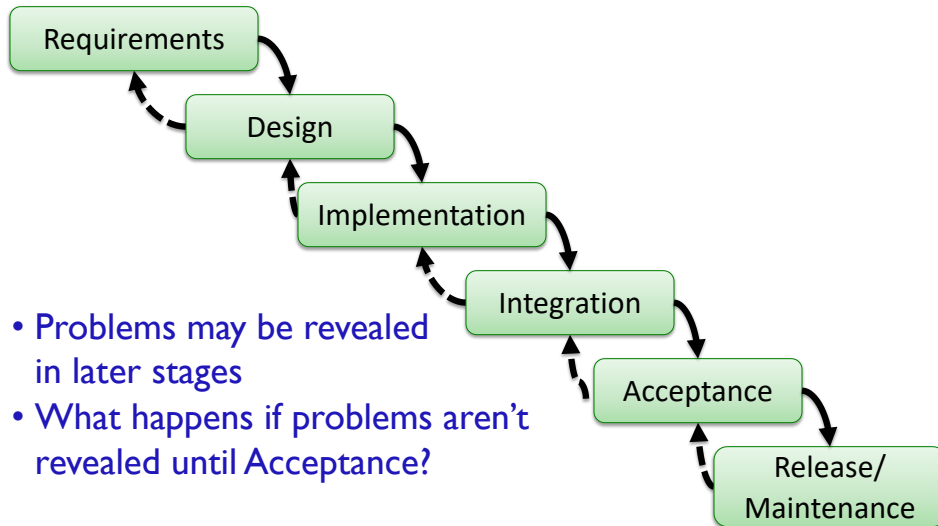 Requirements
Design
Implementation
Integration
• Problems may be revealed
in later stages
Acceptance
• What happens if problems aren’t
revealed until Acceptance?
Release/
Maintenance